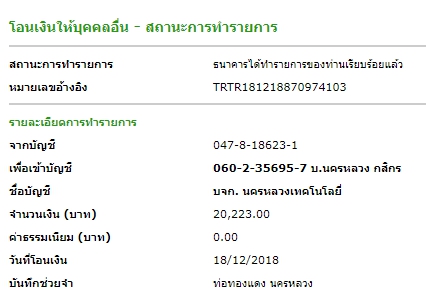 โอนเงินให้บุคคลอื่น - สถานะการทำรายการ
สถานะการทำรายการ ธนาคารได้ทำรายการของท่านเรียบร้อยแล้ว
หมายเลขอ้างอิง TRTR181218870974103
รายละเอียดการทำรายการ
จากบัญชี 047-8-18623-1
เพื่อเข้าบัญชี 060-2-35695-7 บ.นครหลวง กสิกร
ชื่อบัญชี บจก. นครหลวงเทคโนโลยี่
จำนวนเงิน (บาท) 20,223.00
ค่าธรรมเนียม (บาท) 0.00
วันที่โอนเงิน 18/12/2018
บันทึกช่วยจำ ท่อทองแดง นครหลวง